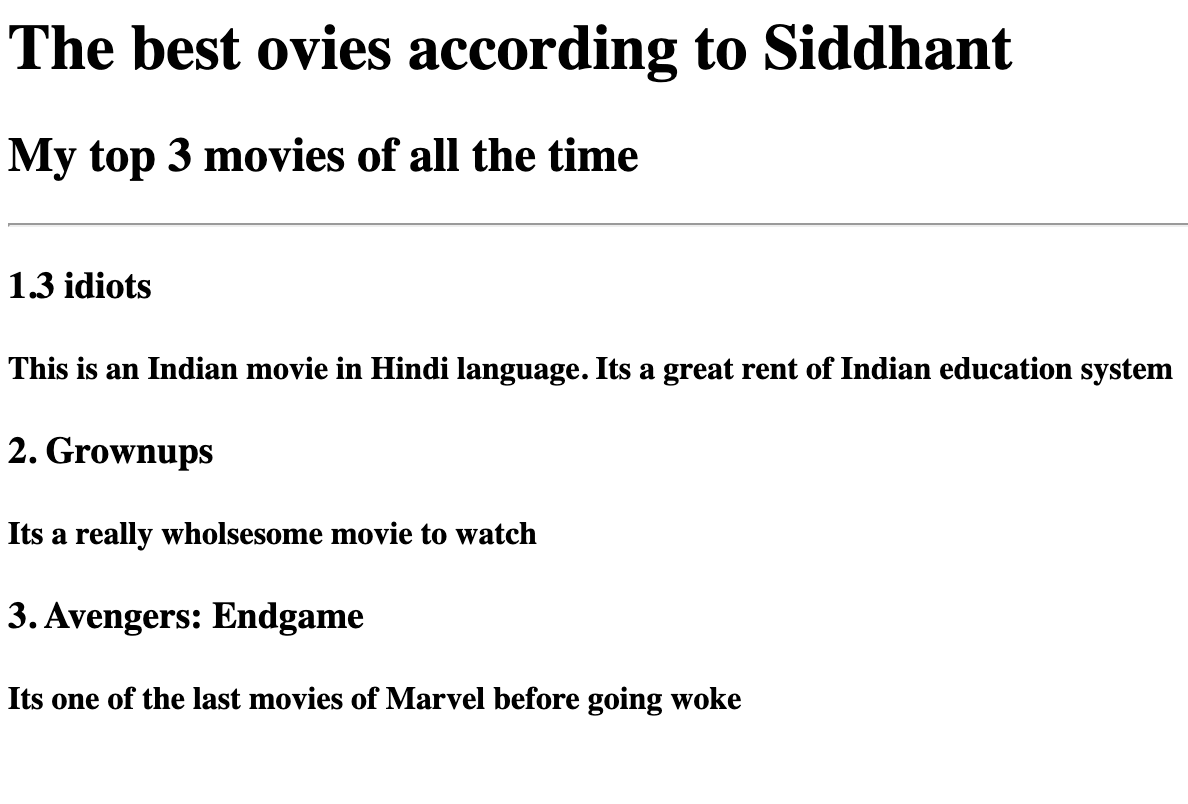 The best ovies according to Siddhant
My top 3 movies of all the time
1.3 idiots
This is an Indian movie in Hindi language. Its a great rent of Indian education system
2. Grownups
Its a really wholsesome movie to watch
3. Avengers: Endgame
Its one of the last movies of Marvel before going woke